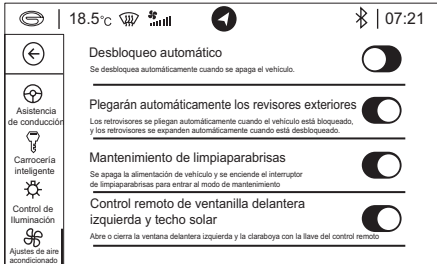 18.5°C 07:21
Desbloqueo automático
Se desbloquea automáticamente cuando se apaga el vehículo.
Asistencia
de conducción
Plegarán automáticamente los revisores exteriores
Los retrovisores se pliegan automáticamente cuando el vehículo está bloqueado,
y los retrovisores se expanden automáticamente cuando está desbloqueado.
Carrocería
inteligente
Mantenimiento de limpiaparabrisas
Se apaga la alimentación de vehículo y se enciende el interruptor
de limpiaparabrisas para entrar al modo de mantenimiento
Control de
Iluminación
Control remoto de ventanilla delantera
izquierda y techo solar
Abre o cierra la ventana delantera izquierda y la claraboya con la llave del control remoto
Ajustes de aire
acondicionado